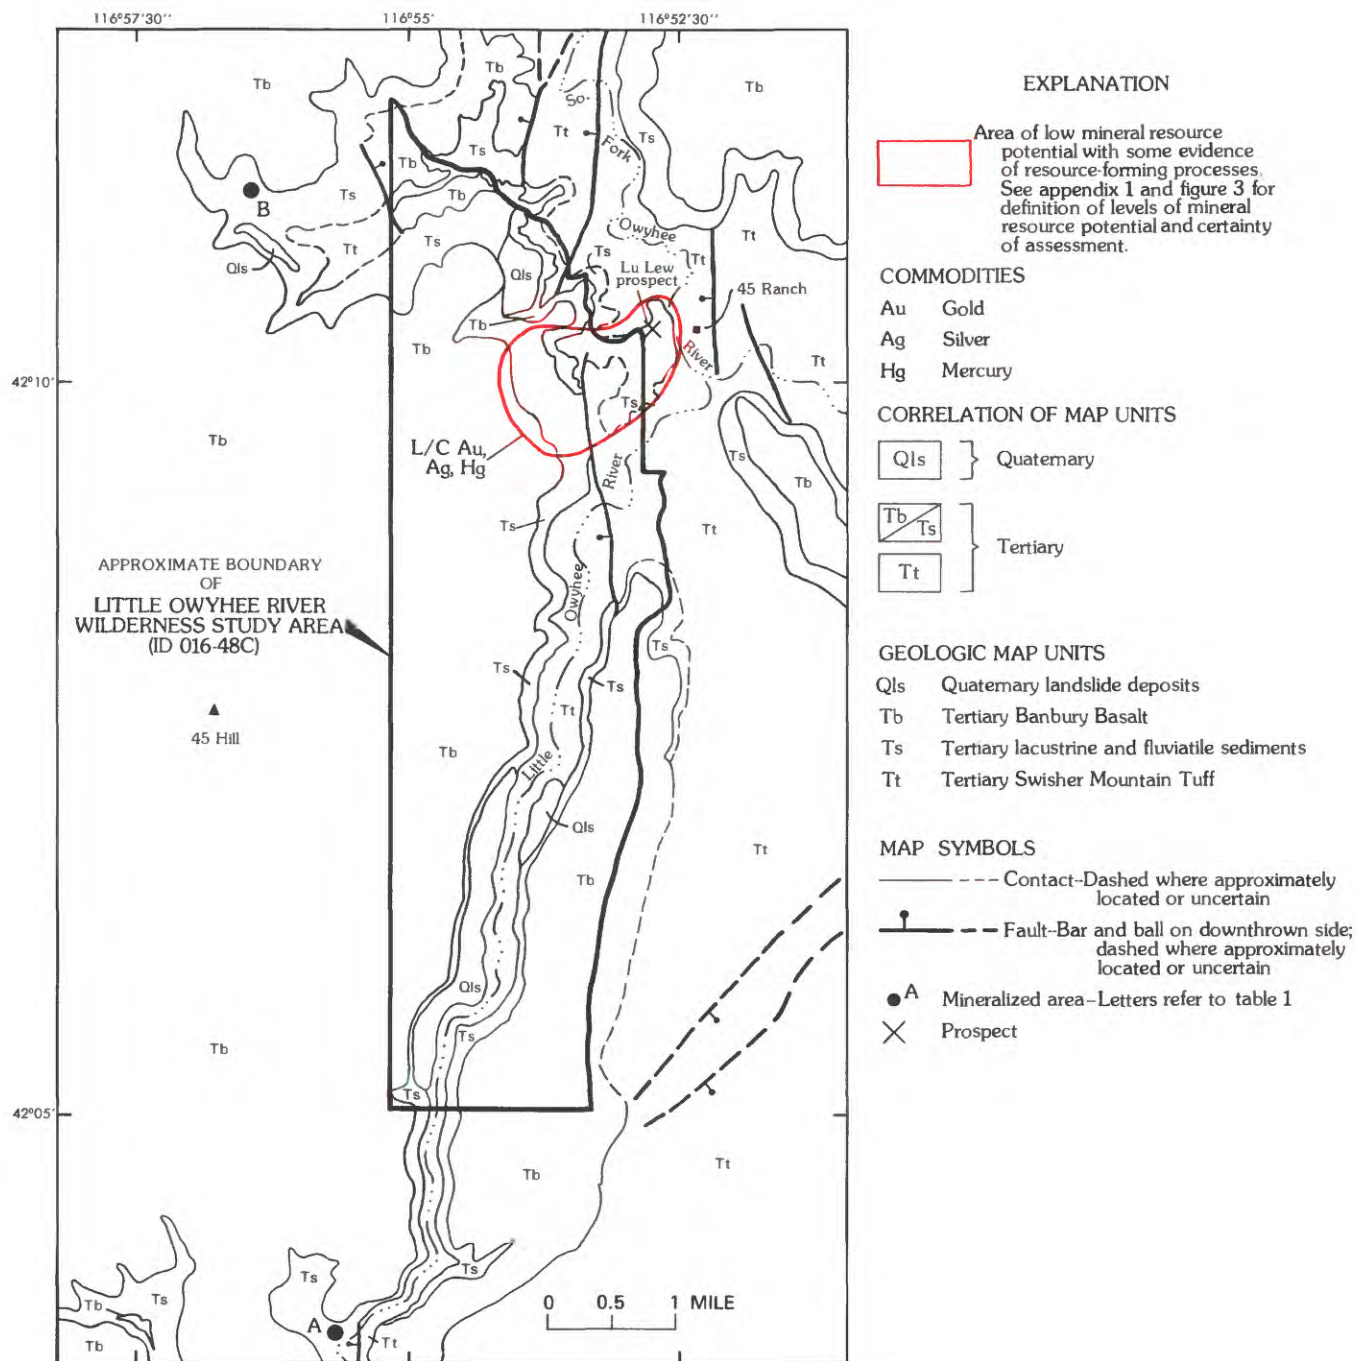 116°57'30''
116°55'
116°52'30''
Tb
Tb
Tb
So.
Tt
Ts
Ts
Fork
Tb
Tb
B
Ts
Tt
Owyhee
Tt
Ts
Ts
Qls
Tt
Qls
Lu Lew
prospect
45 Ranch
Tb
Tb
River
Tt
42°10'
Ts
Tb
L/C Au,
Ag, Hg
River
Ts
Tb
Ts
Tt
APPROXIMATE BOUNDARY
OF
LITTLE OWYHEE RIVER
WILDERNESS STUDY AREA
(ID 016-48C)
Owyhee
Ts
Ts
Ts
Tt
45 Hill
Tb
Little
Qls
Tt
Tb
Qls
Ts
Tb
Ts
42°05'
Tb
Tt
Ts
Ts
Ts
Tb
Tb
A
Tt
0 0.5 1 MILE
EXPLANATION
Area of low mineral resource
potential with some evidence
of resource-forming processes.
See appendix 1 and figure 3 for
definition of levels of mineral
resource potential and certainty
of assessment.
COMMODITIES
Au Gold
Ag Silver
Hg Mercury
CORRELATION OF MAP UNITS
Qls Quaternary
Tb Ts
Tertiary
Tt
GEOLOGIC MAP UNITS
Qls Quaternary landslide deposits
Tb Tertiary Banbury Basalt
Ts Tertiary lacustrine and fluviatile sediments
Tt Tertiary Swisher Mountain Tuff
MAP SYMBOLS
Contact--Dashed where approximately
located or uncertain
Fault--Bar and ball on downthrown side;
dashed where approximately
located or uncertain
A Mineralized area--Letters refer to table 1
Prospect